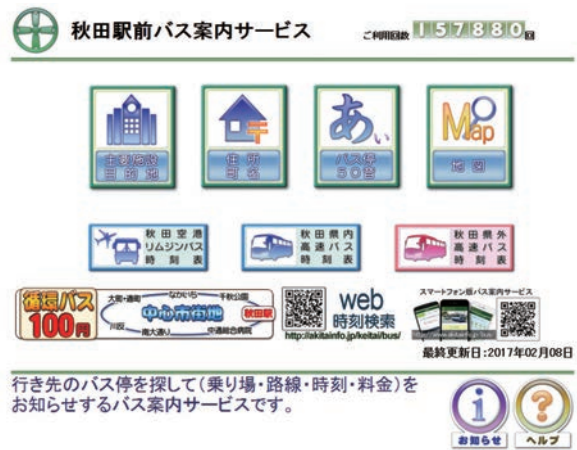 秋田駅前バス案内サービス
ご利用回数 157880回
主要施設
目的地
住所
町名
あぃ
バス停
50音
Map
地図
秋田空港
リムジンバス
時刻表
秋田県内
高速バス
時刻表
秋田県外
高速バス
時刻表
循環バス
100円
大町・通町
なかいち
千秋公園
中心市街地
秋田駅
川反
南大通り
中通総合病院
web
時刻検索
http://akitainfo.jp/keitai/bus/
スマートフォン版バス案内サービス
最終更新日:2017年02月08日
行き先のバス停を探して(乗り場・路線・時刻・料金)を
お知らせするバス案内サービスです。
i
お知らせ
?
ヘルプ